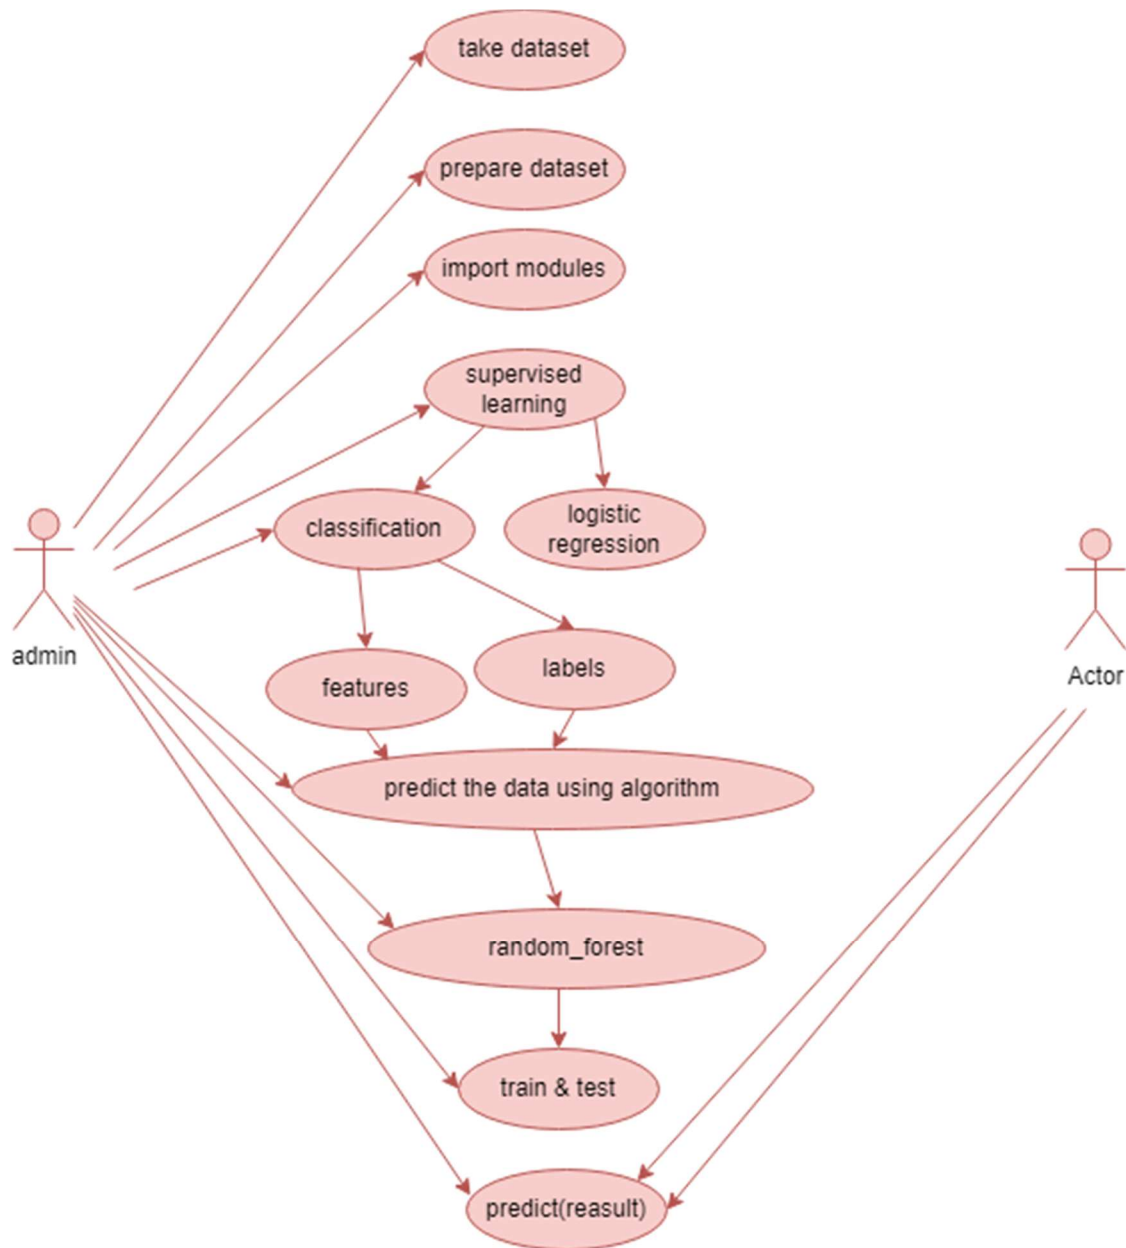 take dataset
prepare dataset
import modules
supervised
learning
classification
logistic
regression
admin
features
labels
Actor
predict the data using algorithm
random_forest
train & test
predict(reasult)